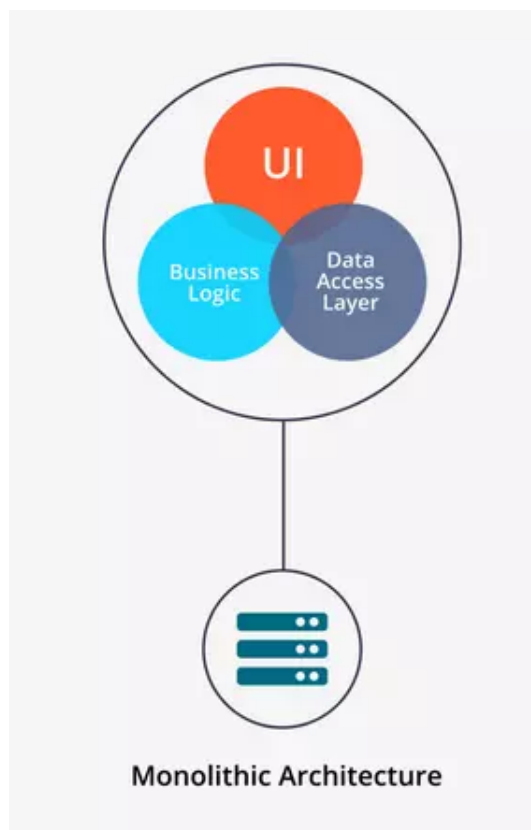 UI
Business
Logic
Data
Access
Layer
Monolithic Architecture